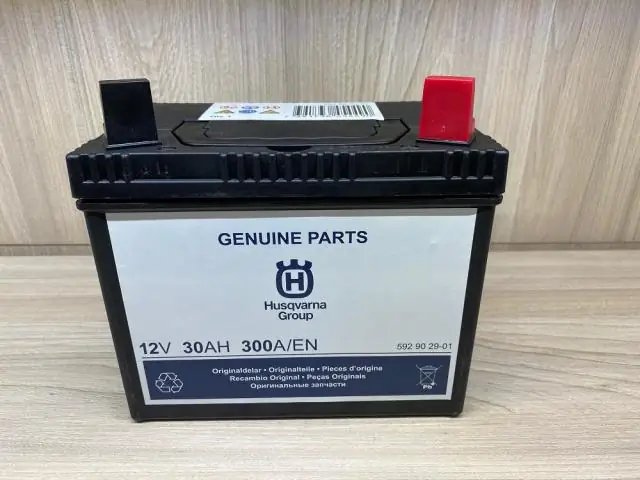 GENUINE PARTS
H
Husqvarna
Group
12V 30AH 300A/EN
592 90 29-01
Originaldelar • Originalteile • Pieces d'origine
Recambio Original • Peças Originais
Оригинальные запчасти
Pb